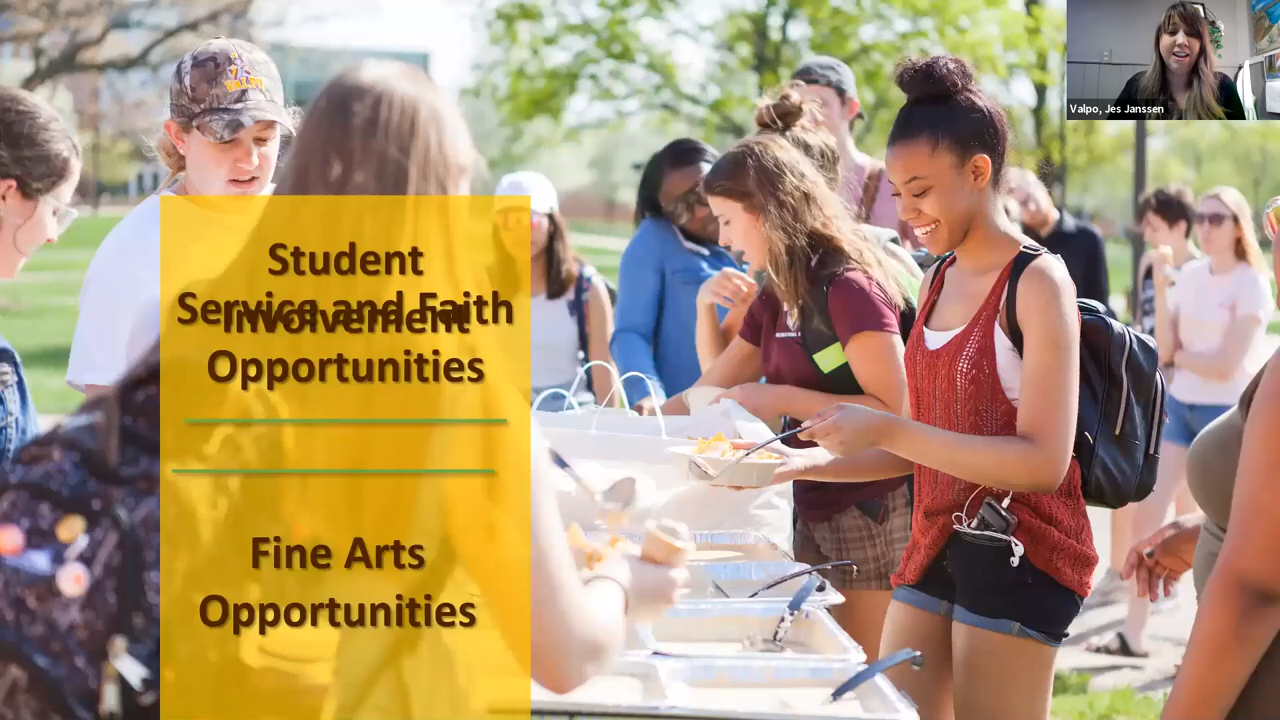 VALPO
Valpo, Jes Janssen
Student
Service and Faith
Involvement
Opportunities
Fine Arts
Opportunities